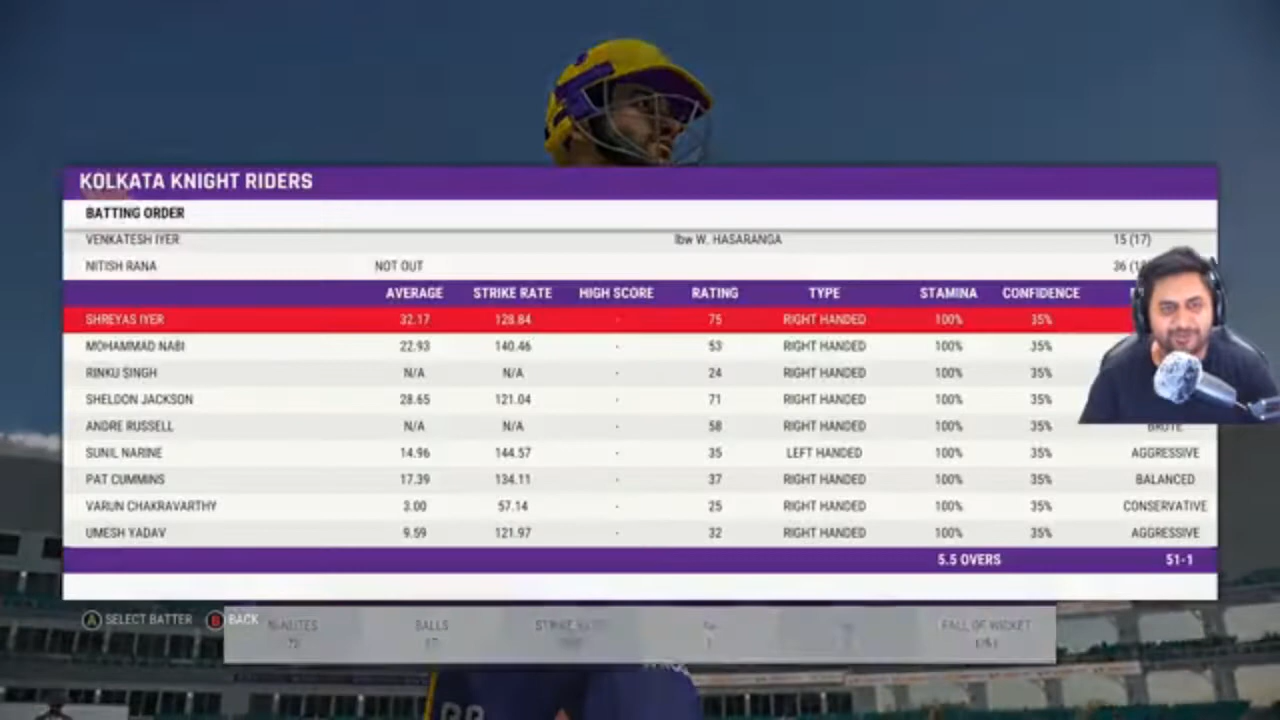 KOLKATA KNIGHT RIDERS
BATTING ORDER
VENKATESH IYER lbw W. HASARANGA 15 (17)
NITISH RANA NOT OUT 36
AVERAGE STRIKE RATE HIGH SCORE RATING TYPE STAMINA CONFIDENCE
SHREYAS IYER 32.17 128.84 - 75 RIGHT HANDED 100% 35%
MOHAMMAD NABI 22.93 140.46 - 53 RIGHT HANDED 100% 35%
RINKU SINGH N/A N/A - 24 RIGHT HANDED 100% 35%
SHELDON JACKSON 28.65 121.04 - 71 RIGHT HANDED 100% 35%
ANDRE RUSSELL N/A N/A - 58 RIGHT HANDED 100% 35% BRUTE
SUNIL NARINE 14.96 144.57 - 35 LEFT HANDED 100% 35% AGGRESSIVE
PAT CUMMINS 17.39 134.11 - 37 RIGHT HANDED 100% 35% BALANCED
VARUN CHAKRAVARTHY 3.00 57.14 - 25 RIGHT HANDED 100% 35% CONSERVATIVE
UMESH YADAV 9.59 121.97 - 32 RIGHT HANDED 100% 35% AGGRESSIVE
5.5 OVERS 51-1
A SELECT BATTER B BACK
BALLS STRIKE FALL OF WICKET